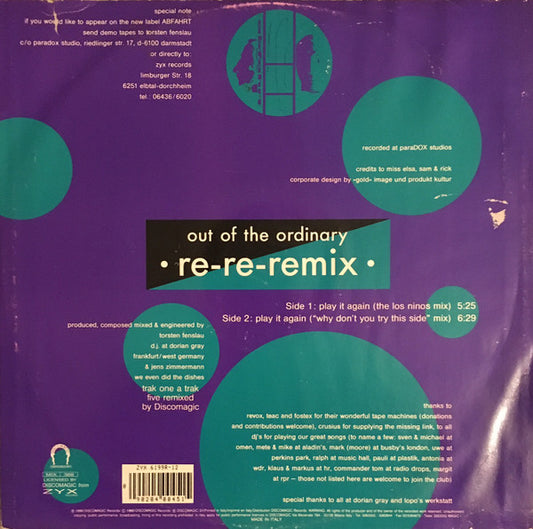 special note
if you would like to appear on the new label ABFAHRT
send demo tapes to torsten fenslau
c/o paradox studio, riedlinger str. 17, d-6100 darmstadt
or directly to:
zyx records
limburger Str. 18
6251 elbtal-dorchheim
tel.: 06436/6020
recorded at paraDOX studios
credits to miss elsa, sam & rick
corporate design by »gold« image und produkt kultur
out of the ordinary
• re-re-remix •
Side 1: play it again (the los ninos mix) 5:25
Side 2: play it again ("why don't you try this side" mix) 6:29
produced, composed mixed & engineered by
torsten fenslau
d.j. at dorian gray
frankfurt/west germany
& jens zimmermann
we even did the dishes
trak one a trak
five remixed
by Discomagic
thanks to
revox, teac and fostex for their wonderful tape machines (donations
and contributions welcome), crusius for supplying the missing link, to all
dj's for playing our great songs (to name a few: sven & michael at
omen, mete & mike at aladin's, mark (moore) at busby's london, uwe at
perkins park, ralph at music hall, pauli at plastik, antonia at
wdr, klaus & markus at hr, commander tom at radio drops, margit
at rpr – those not listed here are welcome to join the club)
special thanks to all at dorian gray and lopo's werkstatt
LICENSED BY
DISCOMAGIC from
ZYX
ZYX 6199R-12
9 002a4 80451
MADE IN ITALY